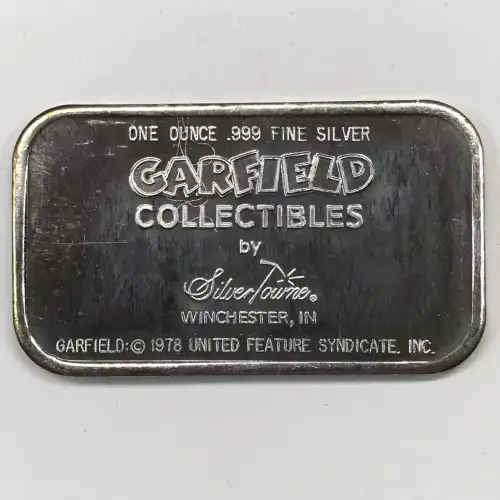 ONE OUNCE .999 FINE SILVER
GARFIELD
COLLECTIBLES
by
SilverTowne®
WINCHESTER, IN
GARFIELD: © 1978 UNITED FEATURE SYNDICATE, INC.